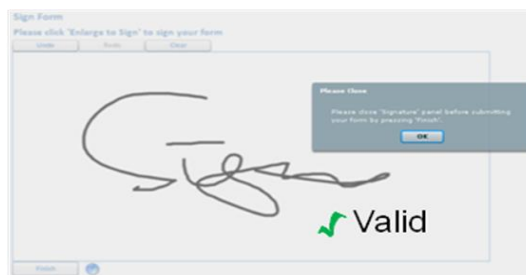 Sign Form
Please click 'Enlarge to Sign' to sign your form
Undo Redo Clear
Please Close
Please close 'Signature' panel before submitting
your form by pressing 'Finish'.
OK
Valid
Finish